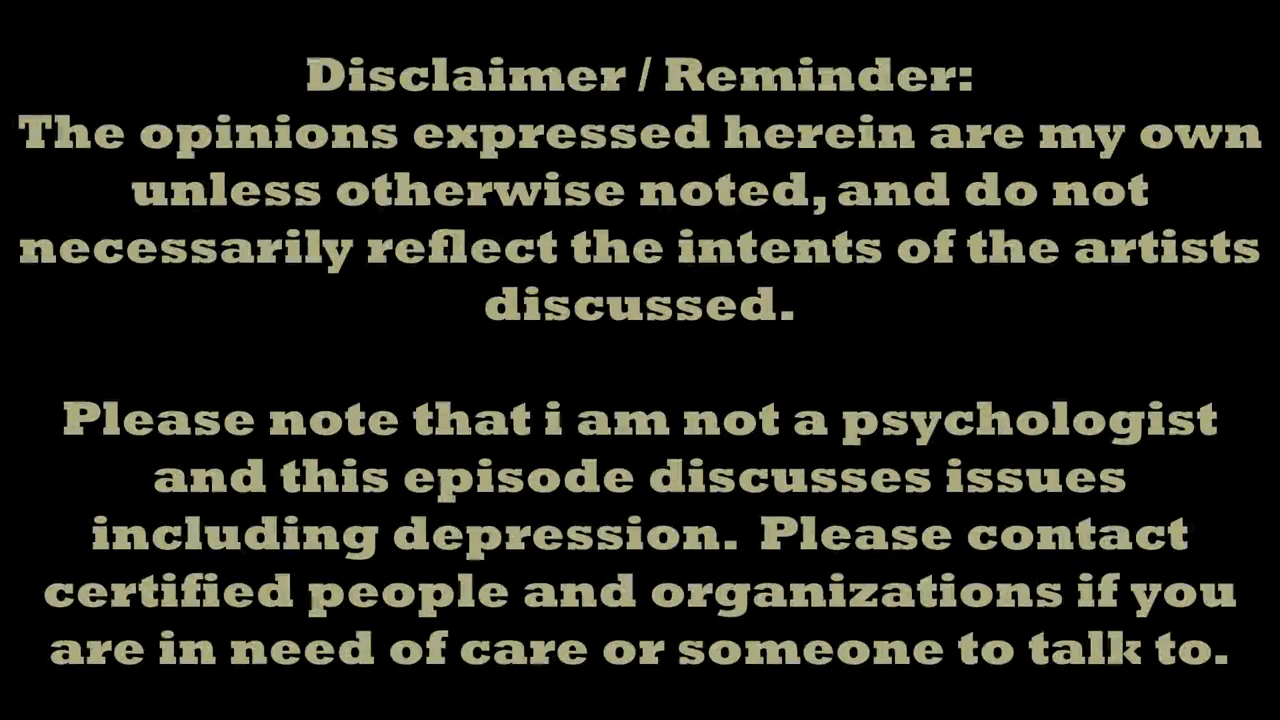 Disclaimer / Reminder:
The opinions expressed herein are my own
unless otherwise noted, and do not
necessarily reflect the intents of the artists
discussed.
Please note that i am not a psychologist
and this episode discusses issues
including depression. Please contact
certified people and organizations if you
are in need of care or someone to talk to.